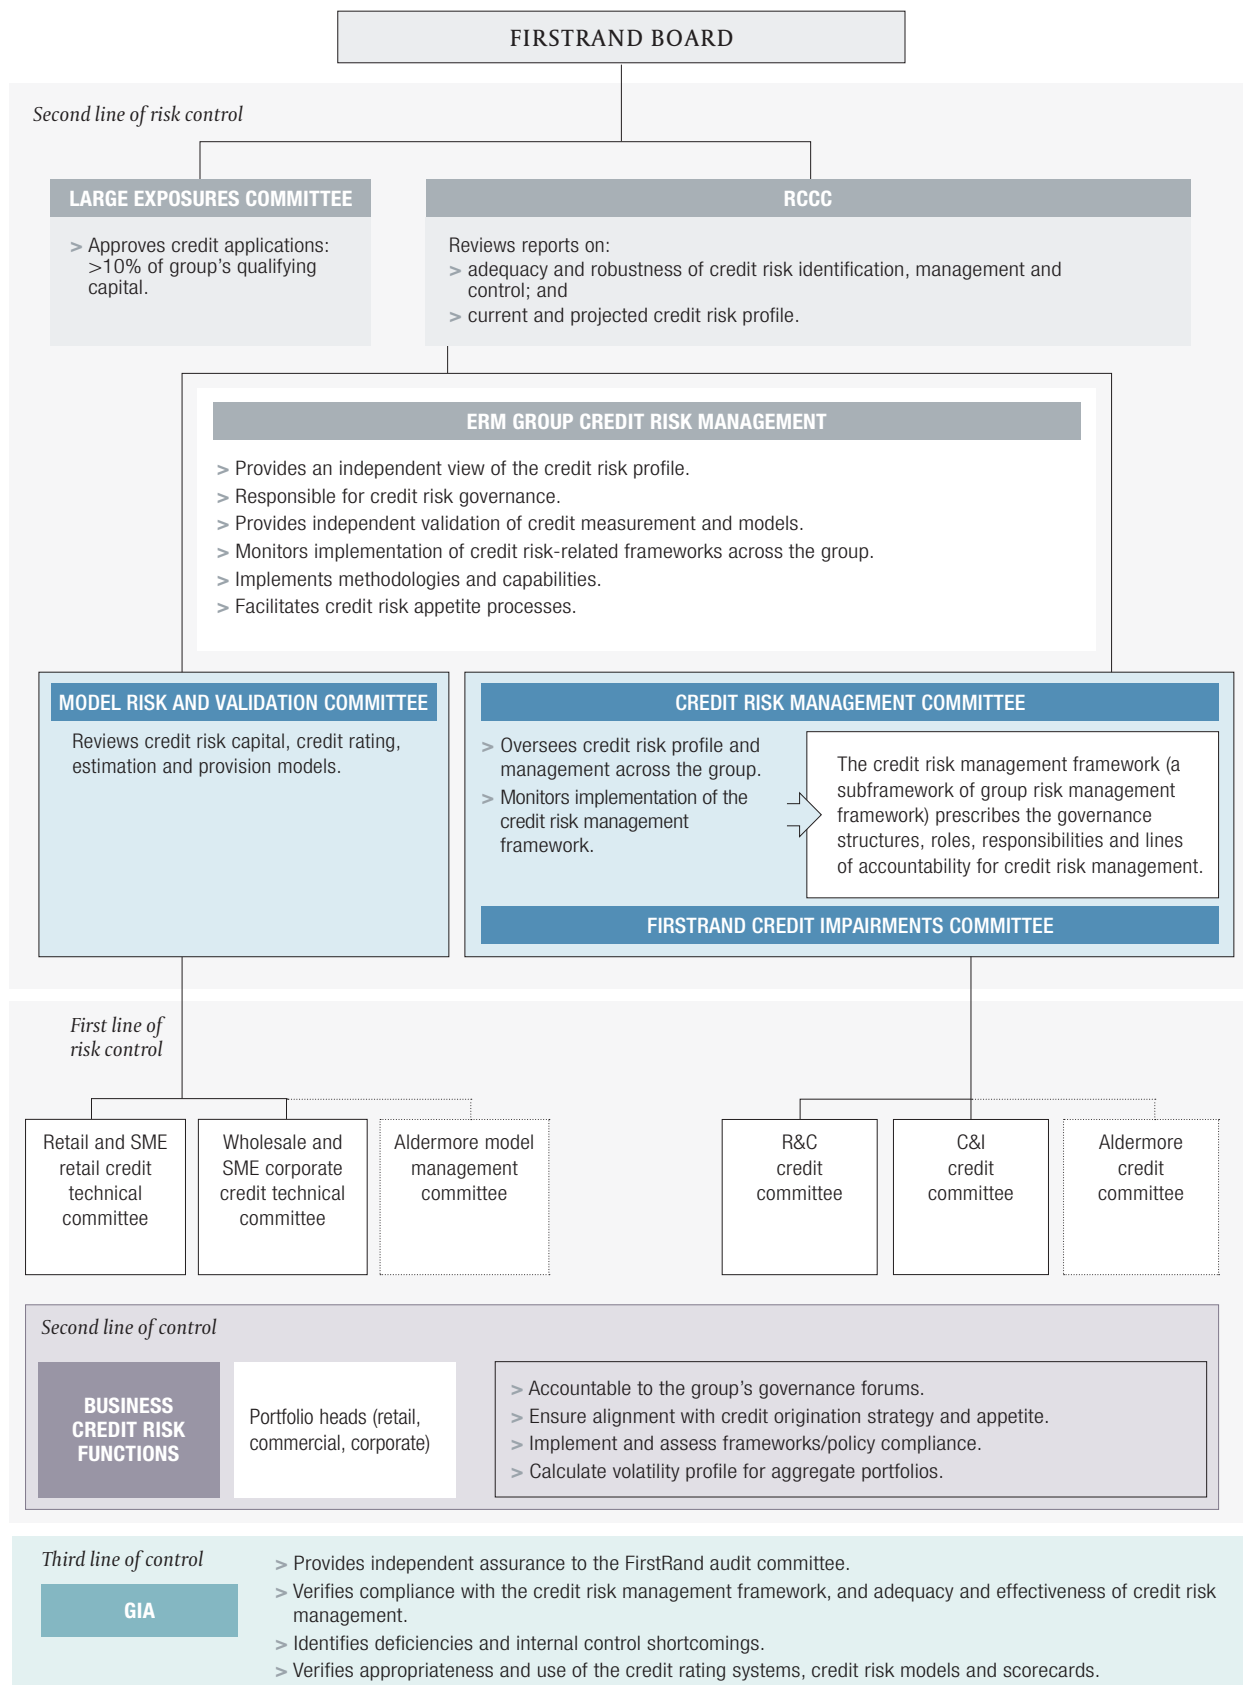 FIRSTRAND BOARD
Second line of risk control
LARGE EXPOSURES COMMITTEE
> Approves credit applications:
>10% of group's qualifying
capital.
RCCC
Reviews reports on:
> adequacy and robustness of credit risk identification, management and
control; and
> current and projected credit risk profile.
ERM GROUP CREDIT RISK MANAGEMENT
> Provides an independent view of the credit risk profile.
> Responsible for credit risk governance.
> Provides independent validation of credit measurement and models.
> Monitors implementation of credit risk-related frameworks across the group.
> Implements methodologies and capabilities.
> Facilitates credit risk appetite processes.
MODEL RISK AND VALIDATION COMMITTEE
Reviews credit risk capital, credit rating,
estimation and provision models.
CREDIT RISK MANAGEMENT COMMITTEE
> Oversees credit risk profile and
management across the group.
> Monitors implementation of the
credit risk management
framework.
The credit risk management framework (a
subframework of group risk management
framework) prescribes the governance
structures, roles, responsibilities and lines
of accountability for credit risk management.
FIRSTRAND CREDIT IMPAIRMENTS COMMITTEE
First line of
risk control
Retail and SME
retail credit
technical
committee
Wholesale and
SME corporate
credit technical
committee
Aldermore model
management
committee
R&C
credit
committee
C&I
credit
committee
Aldermore
credit
committee
Second line of control
BUSINESS
CREDIT RISK
FUNCTIONS
Portfolio heads (retail,
commercial, corporate)
> Accountable to the group's governance forums.
> Ensure alignment with credit origination strategy and appetite.
> Implement and assess frameworks/policy compliance.
> Calculate volatility profile for aggregate portfolios.
Third line of control
GIA
> Provides independent assurance to the FirstRand audit committee.
> Verifies compliance with the credit risk management framework, and adequacy and effectiveness of credit risk
management.
> Identifies deficiencies and internal control shortcomings.
> Verifies appropriateness and use of the credit rating systems, credit risk models and scorecards.